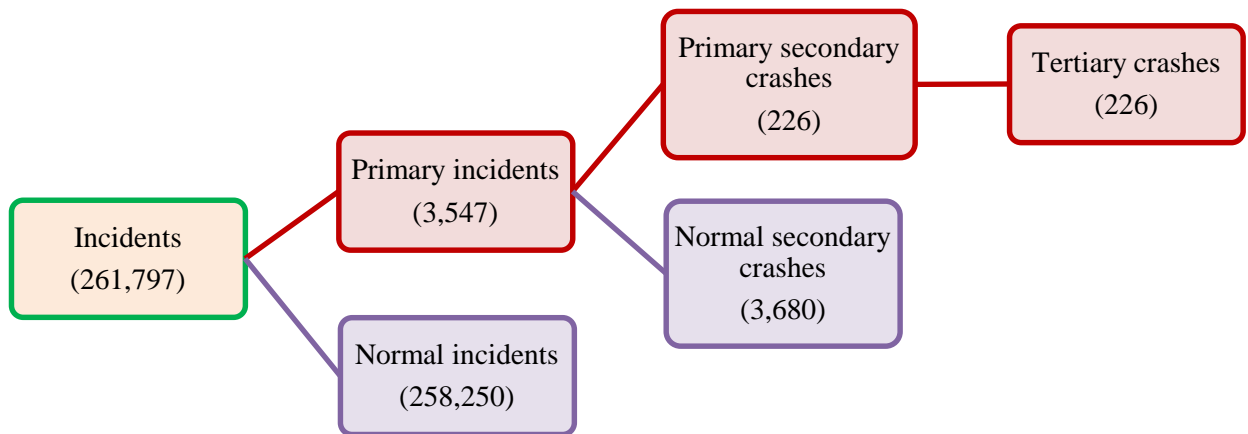 Incidents
(261,797)
Primary incidents
(3,547)
Normal incidents
(258,250)
Primary secondary
crashes
(226)
Normal secondary
crashes
(3,680)
Tertiary crashes
(226)